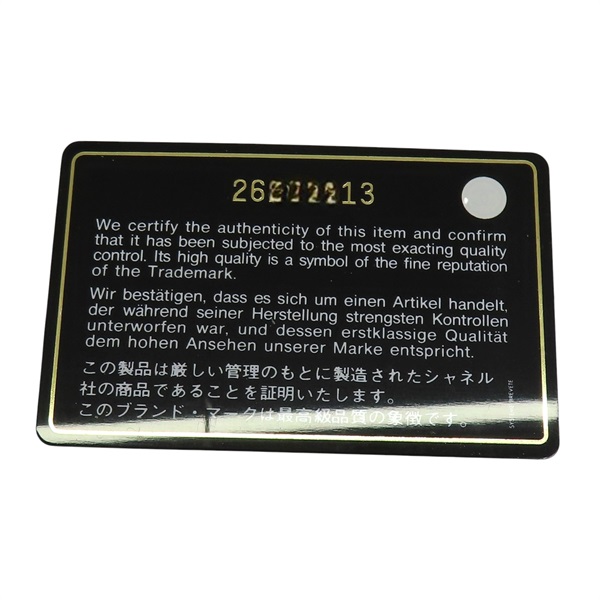 We certify the authenticity of this item and confirm
that it has been subjected to the most exacting quality
control. Its high quality is a symbol of the fine reputation
of the Trademark.
Wir bestätigen, dass es sich um einen Artikel handelt,
der während seiner Herstellung strengsten Kontrollen
unterworfen war, und dessen erstklassige Qualität
dem hohen Ansehen unserer Marke entspricht.
この製品は厳しい管理のもとに製造されたシャネル
社の商品であることを証明いたします。
このブランド・マークは最高級品質の象徴です。